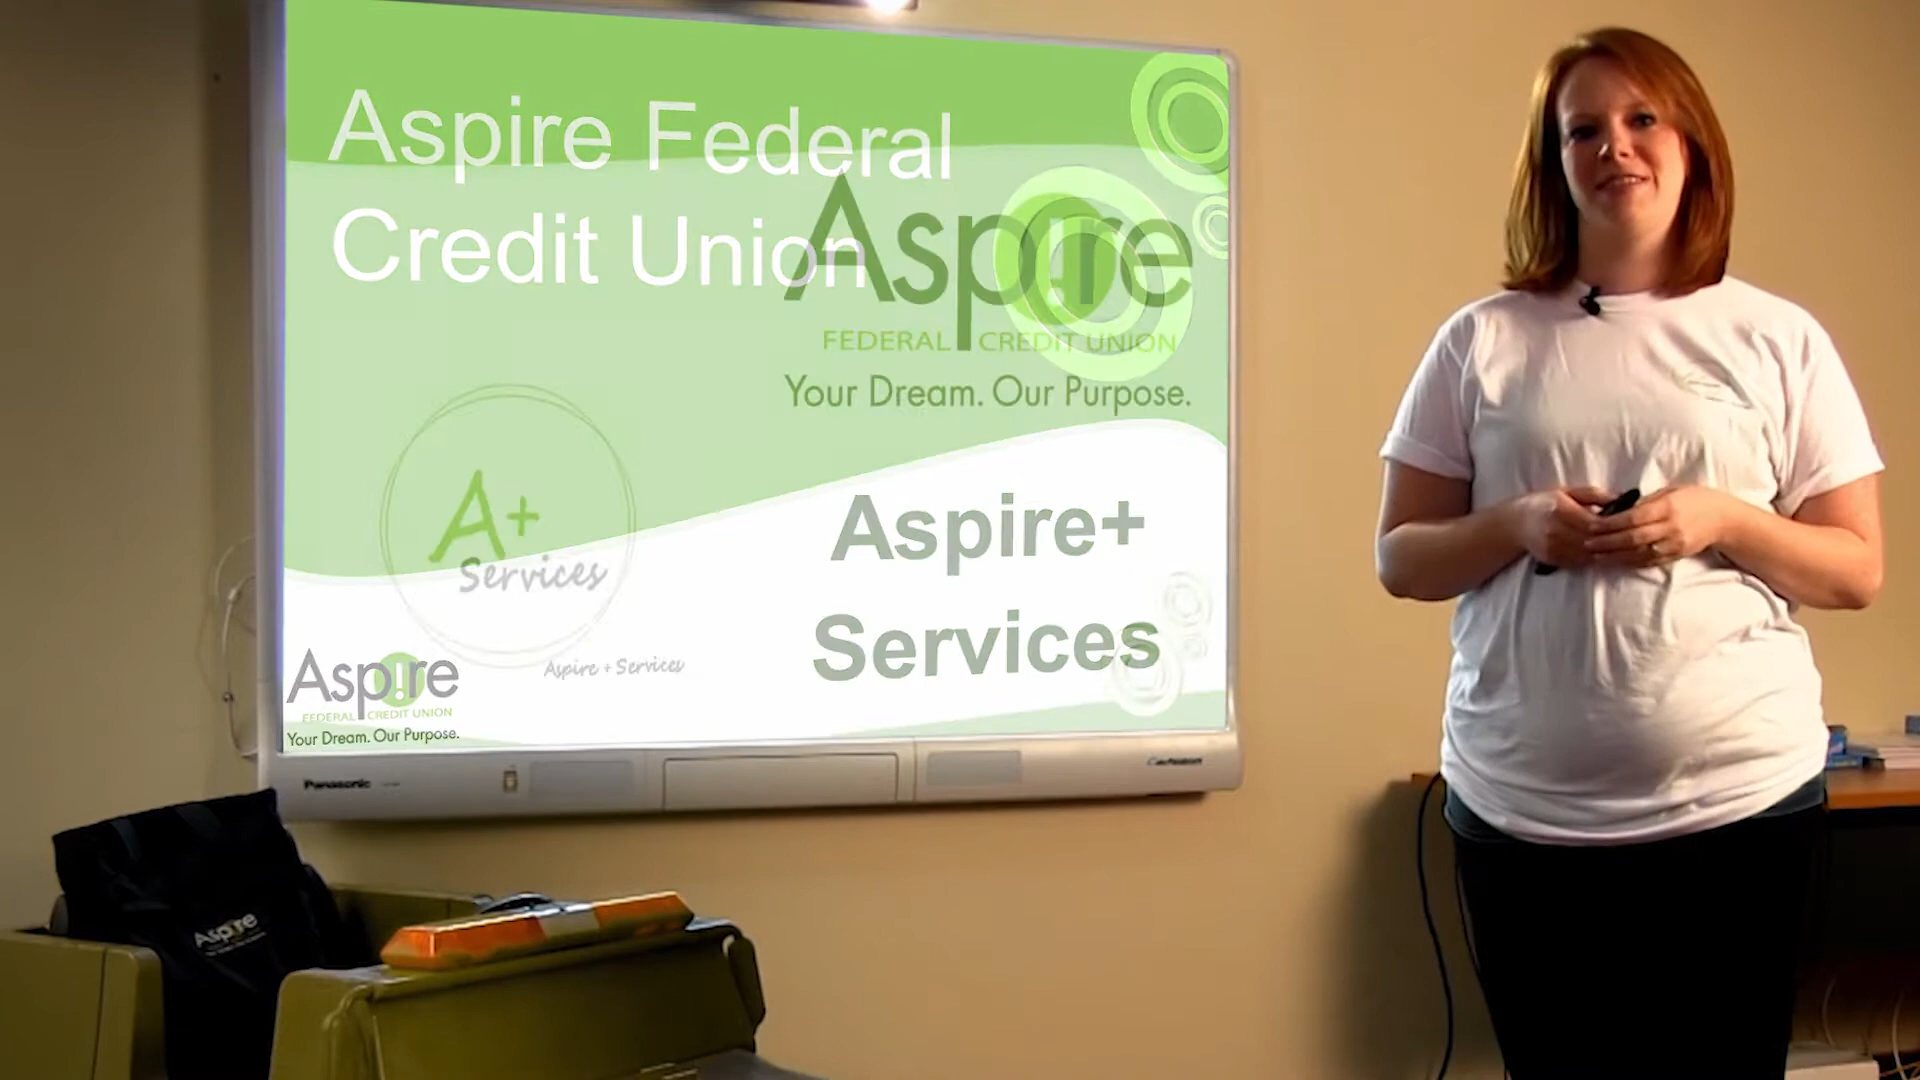 Aspire Federal
Credit Union
Aspire
FEDERAL CREDIT UNION
Your Dream. Our Purpose.
A+
Services
Aspire+
Services
Aspire + Services
Aspire
FEDERAL CREDIT UNION
Your Dream. Our Purpose.
Panasonic
Aspire